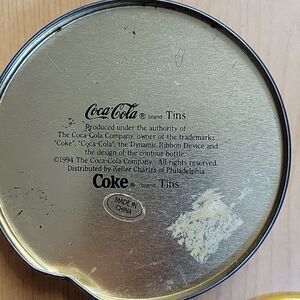 Coca-Cola ® brand Tins
Produced under the authority of
The Coca-Cola Company, owner of the trademarks
"Coke", "Coca-Cola", the Dynamic Ribbon Device and
the design of the contour bottle.
©1994 The Coca-Cola Company. All rights reserved.
Distributed by Keller Charles of Philadelphia
Coke ® brand Tins
MADE IN
CHINA